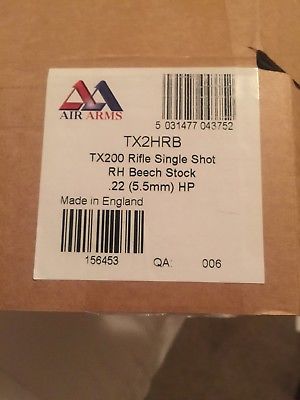 AIR ARMS
5 031477 043752
TX2HRB
TX200 Rifle Single Shot
RH Beech Stock
.22 (5.5mm) HP
Made in England
156453
QA:
006